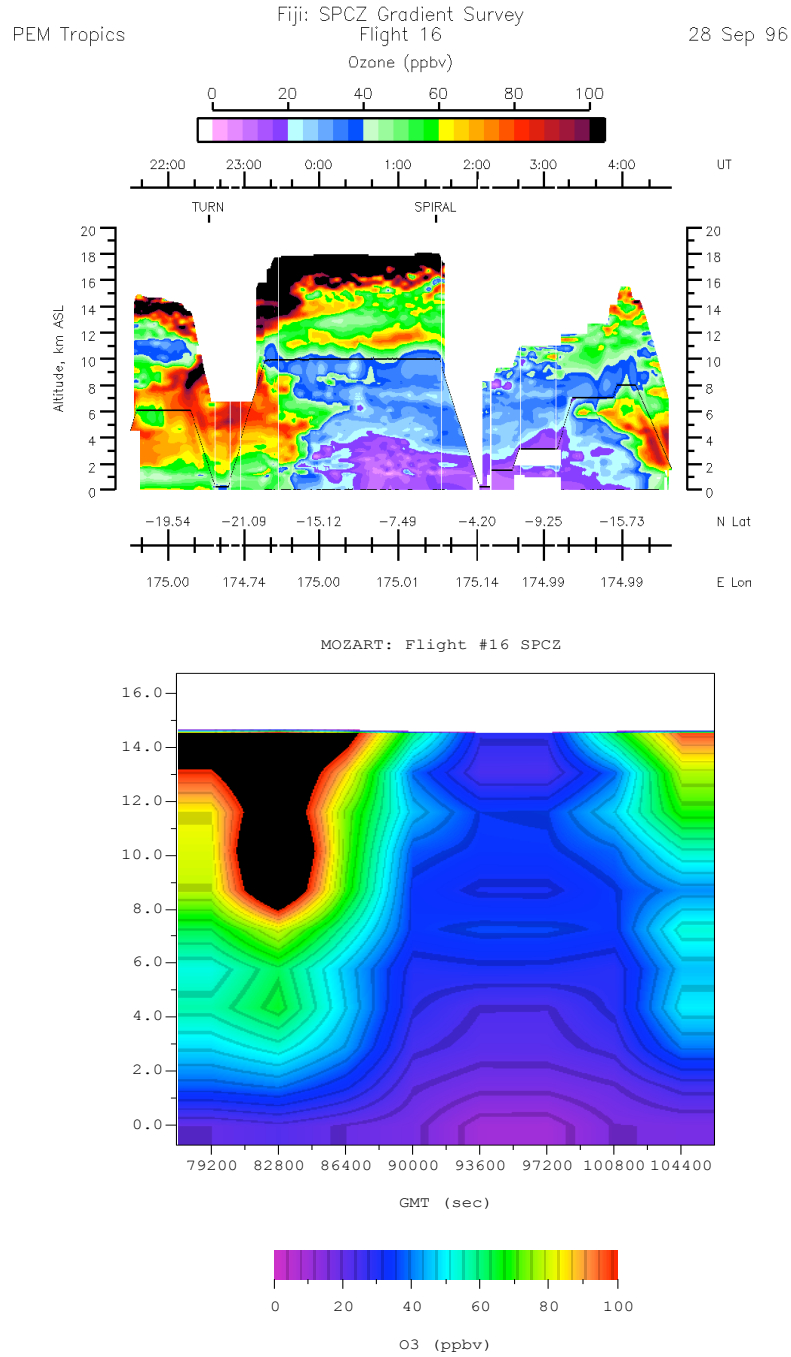 Fiji: SPCZ Gradient Survey
PEM Tropics Flight 16 28 Sep 96
Ozone (ppbv)
0 20 40 60 80 100
22:00 23:00 0:00 1:00 2:00 3:00 4:00 UT
TURN SPIRAL
20 20
18 18
16 16
14 14
12 12
10 10
8 8
6 6
4 4
2 2
0 0
Altitude, km ASL
-19.54 -21.09 -15.12 -7.49 -4.20 -9.25 -15.73 N Lat
175.00 174.74 175.00 175.01 175.14 174.99 174.99 E Lon
MOZART: Flight #16 SPCZ
16.0
14.0
12.0
10.0
8.0
6.0
4.0
2.0
0.0
79200 82800 86400 90000 93600 97200 100800 104400
GMT (sec)
0 20 40 60 80 100
O3 (ppbv)